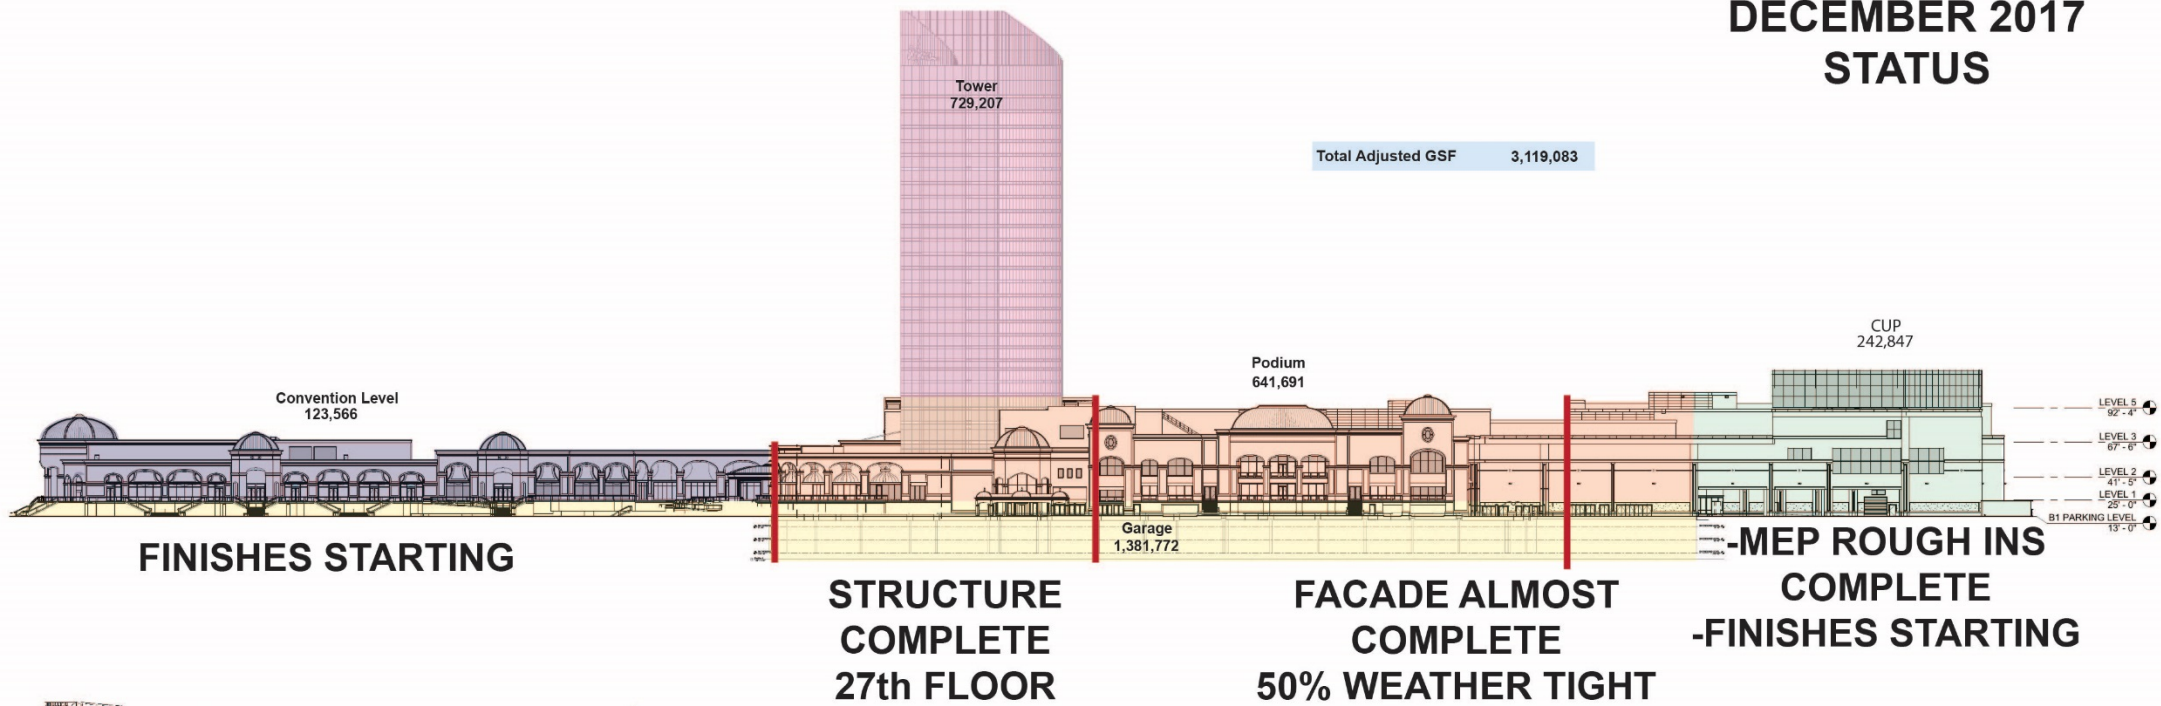 DECEMBER 2017
STATUS
Tower
729,207
Total Adjusted GSF 3,119,083
CUP
242,847
Podium
641,691
Convention Level
123,566
LEVEL 5
92' - 4"
LEVEL 3
67' - 6"
LEVEL 2
41' - 5"
LEVEL 1
25' - 0"
B1 PARKING LEVEL
13' - 0"
Garage
1,381,772
FINISHES STARTING
STRUCTURE
COMPLETE
27th FLOOR
FACADE ALMOST
COMPLETE
50% WEATHER TIGHT
-MEP ROUGH INS
COMPLETE
-FINISHES STARTING